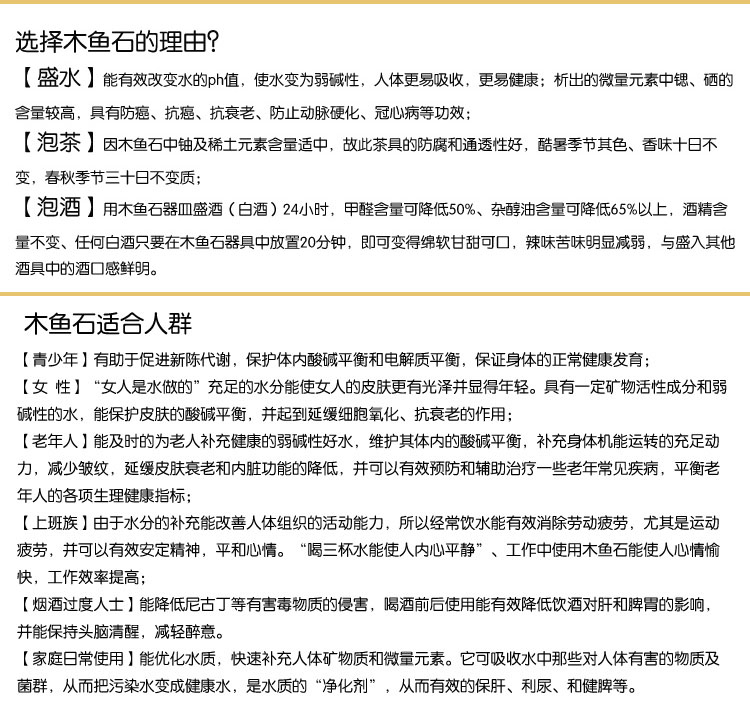 选择木鱼石的理由?
【盛水】能有效改变水的ph值，使水变为弱碱性，人体更易吸收，更易健康；析出的微量元素中锶、硒的
含量较高，具有防癌、抗癌、抗衰老、防止动脉硬化、冠心病等功效；
【泡茶】因木鱼石中铀及稀土元素含量适中，故此茶具的防腐和通透性好，酷暑季节其色、香味十日不
变，春秋季节三十日不变质；
【泡酒】用木鱼石器皿盛酒（白酒）24小时，甲醛含量可降低50%、杂醇油含量可降低65%以上，酒精含
量不变、任何白酒只要在木鱼石器具中放置20分钟，即可变得绵软甘甜可口，辣味苦味明显减弱，与盛入其他
酒具中的酒口感鲜明。
木鱼石适合人群
【青少年】有助于促进新陈代谢，保护体内酸碱平衡和电解质平衡，保证身体的正常健康发育；
【女 性】“女人是水做的”充足的水分能使女人的皮肤更有光泽并显得年轻。具有一定矿物活性成分和弱
碱性的水，能保护皮肤的酸碱平衡，并起到延缓细胞氧化、抗衰老的作用；
【老年人】能及时的为老人补充健康的弱碱性好水，维护其体内的酸碱平衡，补充身体机能运转的充足动
力，减少皱纹，延缓皮肤衰老和内脏功能的降低，并可以有效预防和辅助治疗一些老年常见疾病，平衡老
年人的各项生理健康指标；
【上班族】由于水分的补充能改善人体组织的活动能力，所以经常饮水能有效消除劳动疲劳，尤其是运动
疲劳，并可以有效安定精神，平和心情。“喝三杯水能使人内心平静”、工作中使用木鱼石能使人心情愉
快，工作效率提高；
【烟酒过度人士】能降低尼古丁等有害毒物质的侵害，喝酒前后使用能有效降低饮酒对肝和脾胃的影响，
并能保持头脑清醒，减轻醉意。
【家庭日常使用】能优化水质，快速补充人体矿物质和微量元素。它可吸收水中那些对人体有害的物质及
菌群，从而把污染水变成健康水，是水质的“净化剂”，从而有效的保肝、利尿、和健脾等。